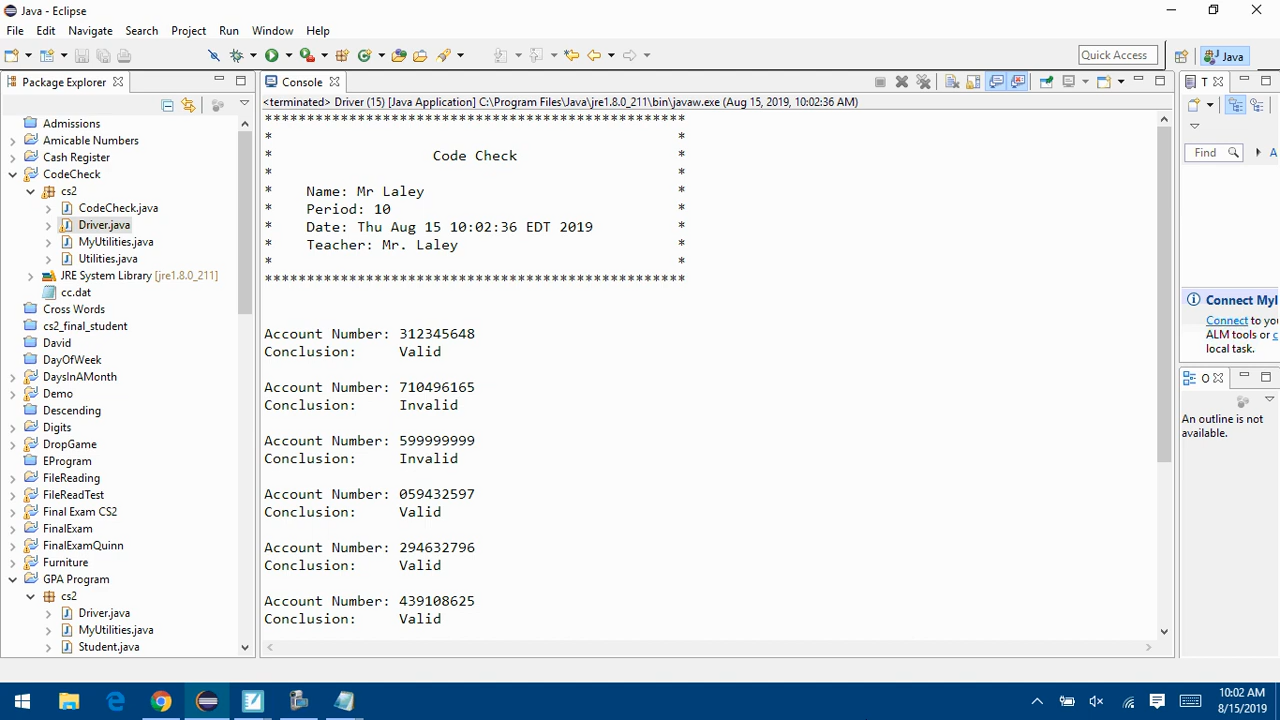 Java - Eclipse
File Edit Navigate Search Project Run Window Help
Quick Access
Java
Package Explorer
Admissions
Amicable Numbers
Cash Register
CodeCheck
cs2
CodeCheck.java
Driver.java
MyUtilities.java
Utilities.java
JRE System Library [jre1.8.0_211]
cc.dat
Cross Words
cs2_final_student
David
DayOfWeek
DaysInAMonth
Demo
Descending
Digits
DropGame
EProgram
FileReading
FileReadTest
Final Exam CS2
FinalExam
FinalExamQuinn
Furniture
GPA Program
cs2
Driver.java
MyUtilities.java
Student.java
Console
<terminated> Driver (15) [Java Application] C:\Program Files\Java\jre1.8.0_211\bin\javaw.exe (Aug 15, 2019, 10:02:36 AM)
**************************************************
* *
* Code Check *
* *
* Name: Mr Laley *
* Period: 10 *
* Date: Thu Aug 15 10:02:36 EDT 2019 *
* Teacher: Mr. Laley *
* *
**************************************************
Account Number: 312345648
Conclusion: Valid
Account Number: 710496165
Conclusion: Invalid
Account Number: 599999999
Conclusion: Invalid
Account Number: 059432597
Conclusion: Valid
Account Number: 294632796
Conclusion: Valid
Account Number: 439108625
Conclusion: Valid
T
Find A
Connect Myl
Connect to you
ALM tools or c
local task.
O
An outline is not
available.
10:02 AM
8/15/2019